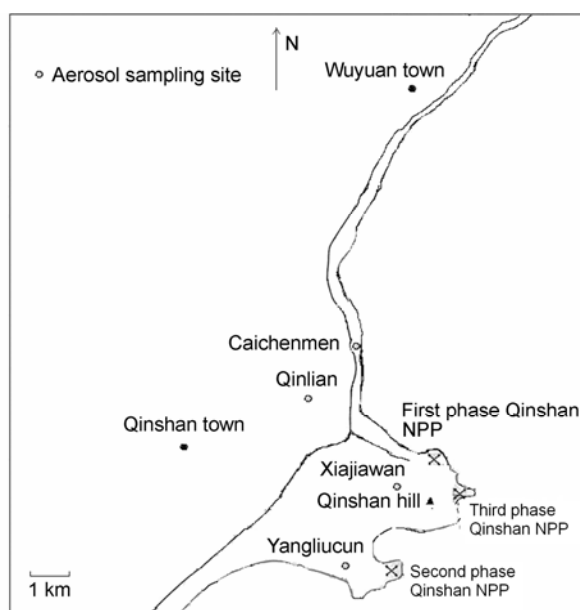 N
Wuyuan town
Aerosol sampling site
Caichenmen
Qinlian
First phase Qinshan
NPP
Qinshan town
Xiajiawan
Qinshan hill
Third phase
Qinshan NPP
Yangliucun
Second phase
Qinshan NPP
1 km